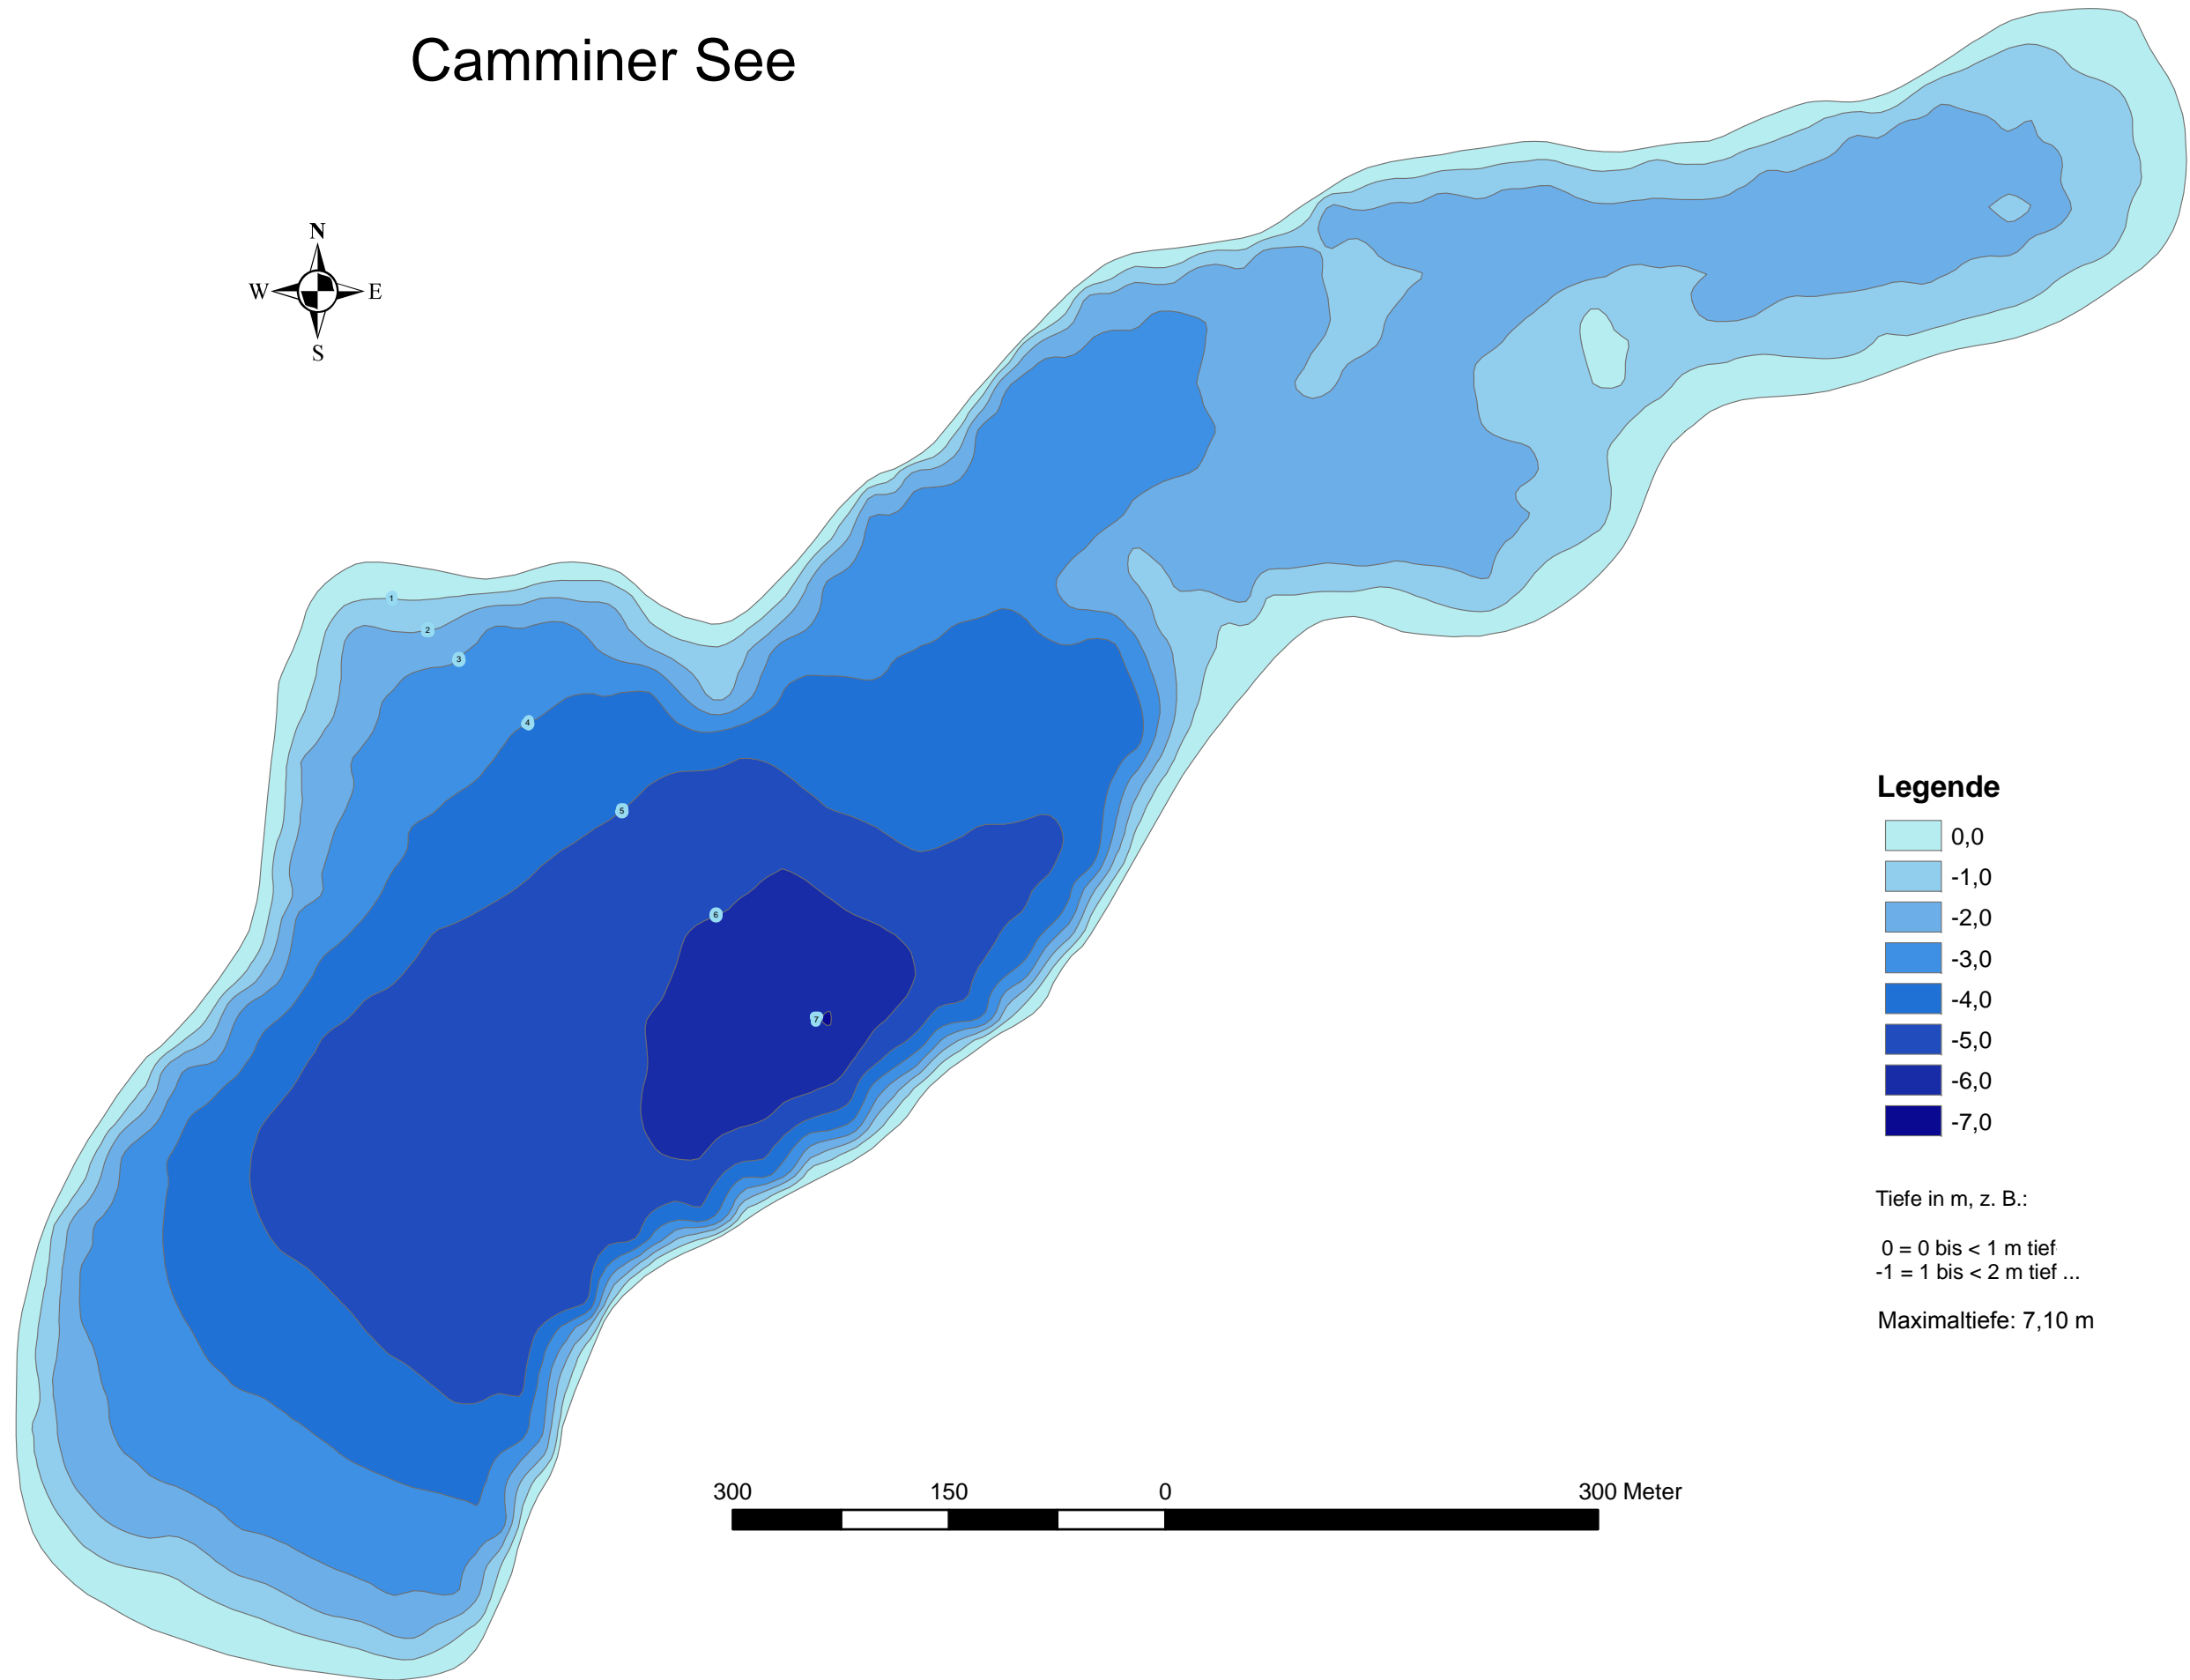 Camminer See
N
W E
S
1
2
3
4
5
6
7
Legende
0,0
-1,0
-2,0
-3,0
-4,0
-5,0
-6,0
-7,0
Tiefe in m, z. B.:
0 = 0 bis < 1 m tief
-1 = 1 bis < 2 m tief ...
Maximaltiefe: 7,10 m
300 150 0 300 Meter